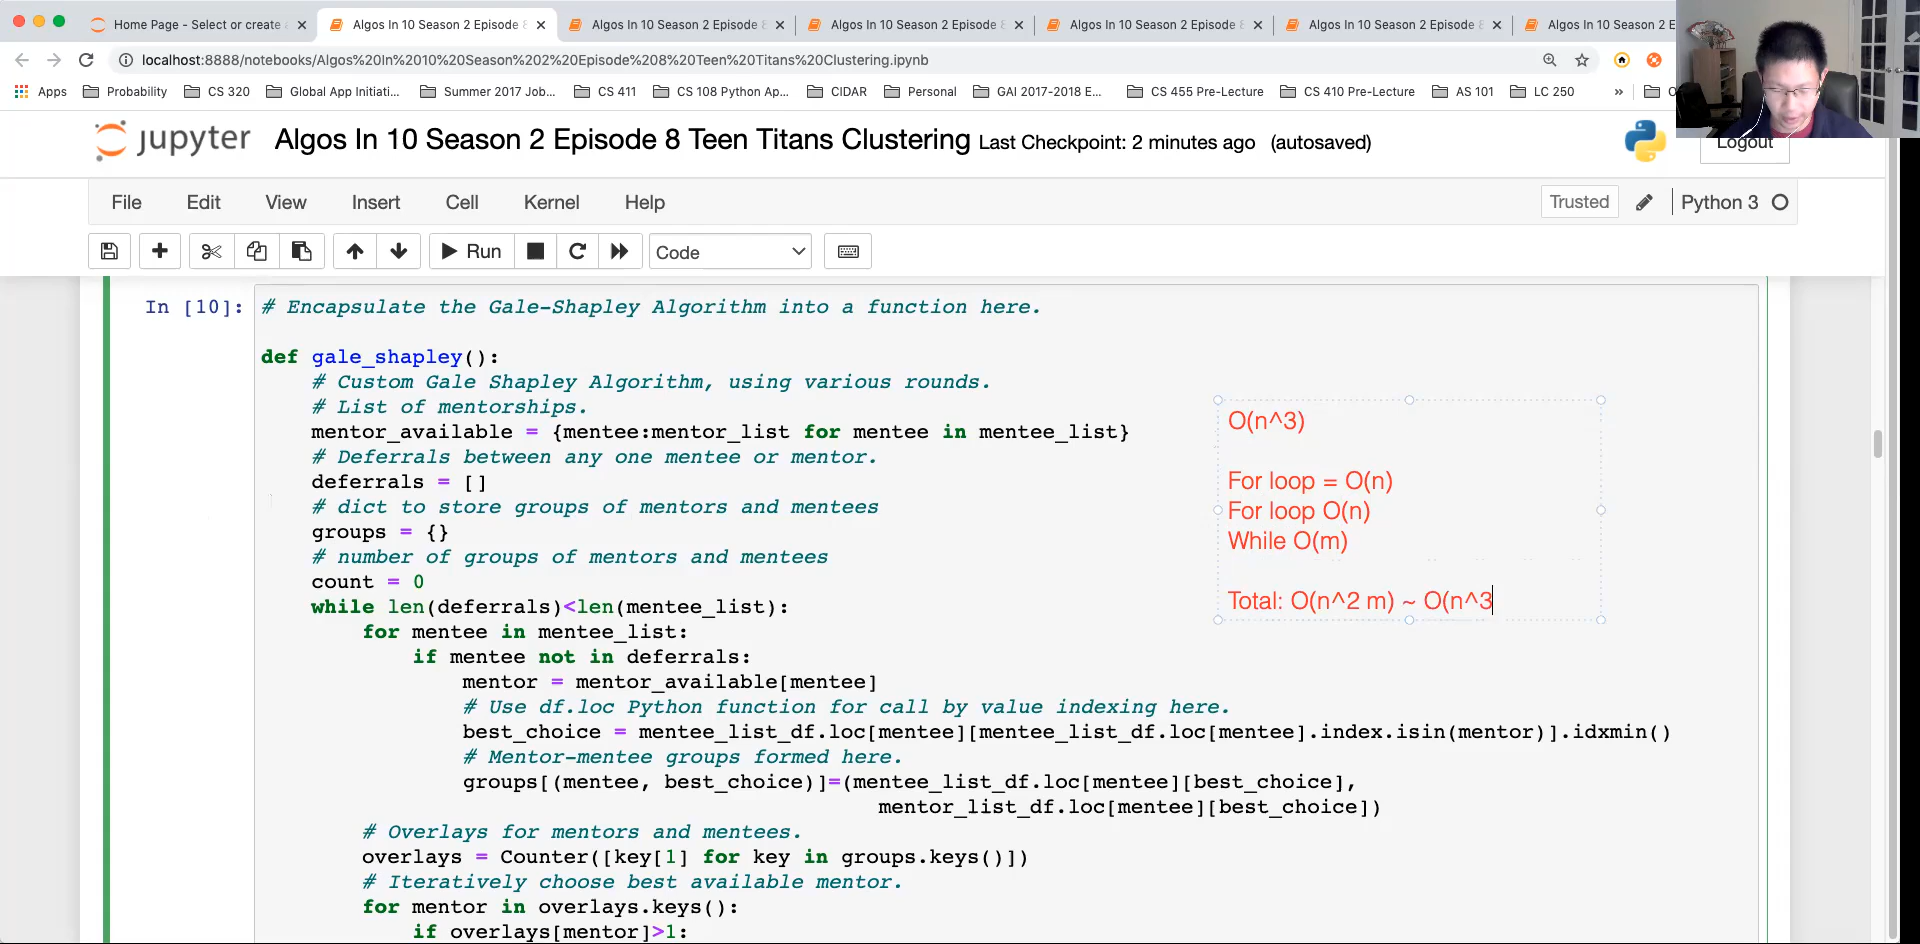 Home Page - Select or create a
Algos In 10 Season 2 Episode 8
Algos In 10 Season 2 Episode 8
Algos In 10 Season 2 Episode 8
Algos In 10 Season 2 Episode 8
Algos In 10 Season 2 Episode 8
Algos In 10 Season 2 E
localhost:8888/notebooks/Algos%20In%2010%20Season%202%20Episode%208%20Teen%20Titans%20Clustering.ipynb
Apps Probability CS 320 Global App Initiati... Summer 2017 Job... CS 411 CS 108 Python Ap... CIDAR Personal GAI 2017-2018 E... CS 455 Pre-Lecture CS 410 Pre-Lecture AS 101 LC 250 »
jupyter Algos In 10 Season 2 Episode 8 Teen Titans Clustering Last Checkpoint: 2 minutes ago (autosaved)
Logout
File Edit View Insert Cell Kernel Help Trusted Python 3
Run Code
In [10]: # Encapsulate the Gale-Shapley Algorithm into a function here.
def gale_shapley():
# Custom Gale Shapley Algorithm, using various rounds.
# List of mentorships.
mentor_available = {mentee:mentor_list for mentee in mentee_list}
# Deferrals between any one mentee or mentor.
deferrals = []
# dict to store groups of mentors and mentees
groups = {}
# number of groups of mentors and mentees
count = 0
while len(deferrals)<len(mentee_list):
for mentee in mentee_list:
if mentee not in deferrals:
mentor = mentor_available[mentee]
# Use df.loc Python function for call by value indexing here.
best_choice = mentee_list_df.loc[mentee][mentee_list_df.loc[mentee].index.isin(mentor)].idxmin()
# Mentor-mentee groups formed here.
groups[(mentee, best_choice)]=(mentee_list_df.loc[mentee][best_choice],
mentor_list_df.loc[mentee][best_choice])
# Overlays for mentors and mentees.
overlays = Counter([key[1] for key in groups.keys()])
# Iteratively choose best available mentor.
for mentor in overlays.keys():
if overlays[mentor]>1:
O(n^3)
For loop = O(n)
For loop O(n)
While O(m)
Total: O(n^2 m) ~ O(n^3